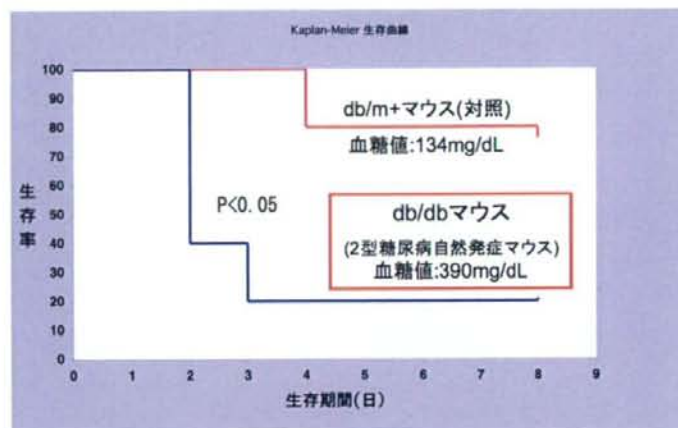 Kaplan-Meier 生存曲線
生存率
100
90
80
70
60
50
40
30
20
10
0
db/m+マウス(対照)
血糖値:134mg/dL
P<0.05
db/dbマウス
(2型糖尿病自然発症マウス)
血糖値:390mg/dL
0 1 2 3 4 5 6 7 8 9
生存期間(日)